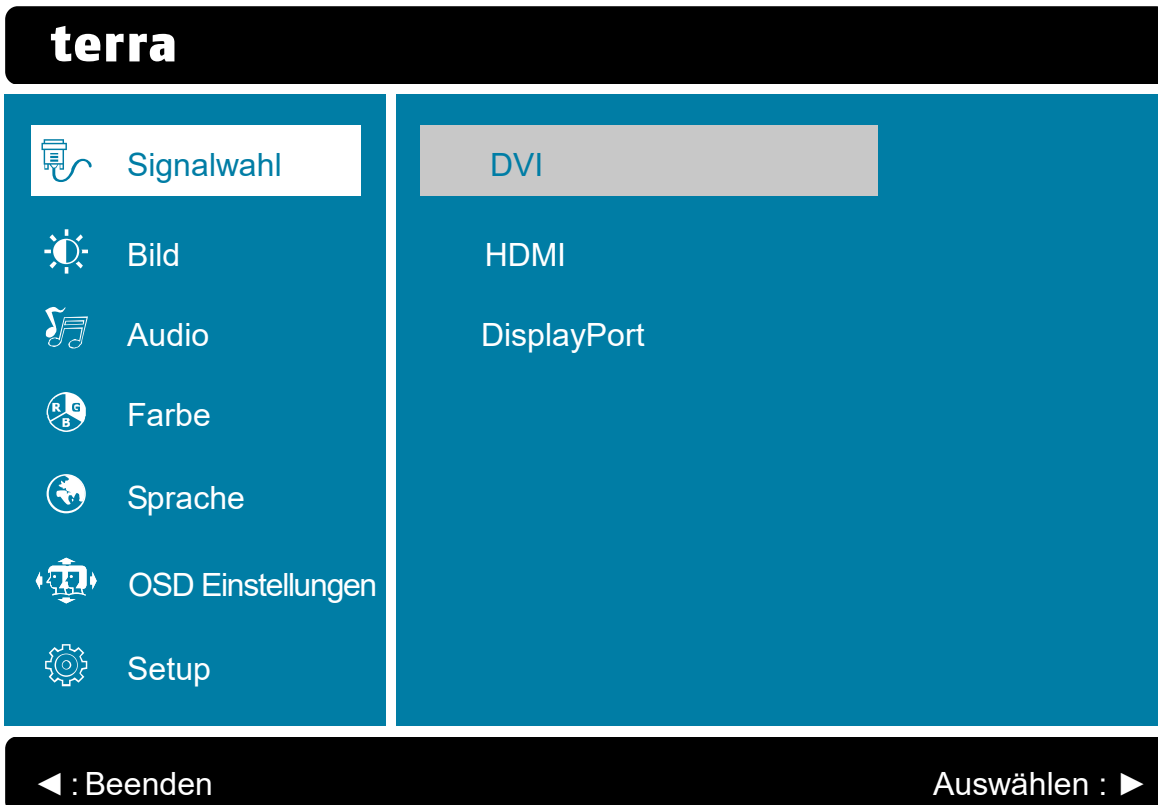 terra
Signalwahl
DVI
Bild
HDMI
Audio
DisplayPort
R G B
Farbe
Sprache
OSD Einstellungen
Setup
◄ : Beenden
Auswählen : ►